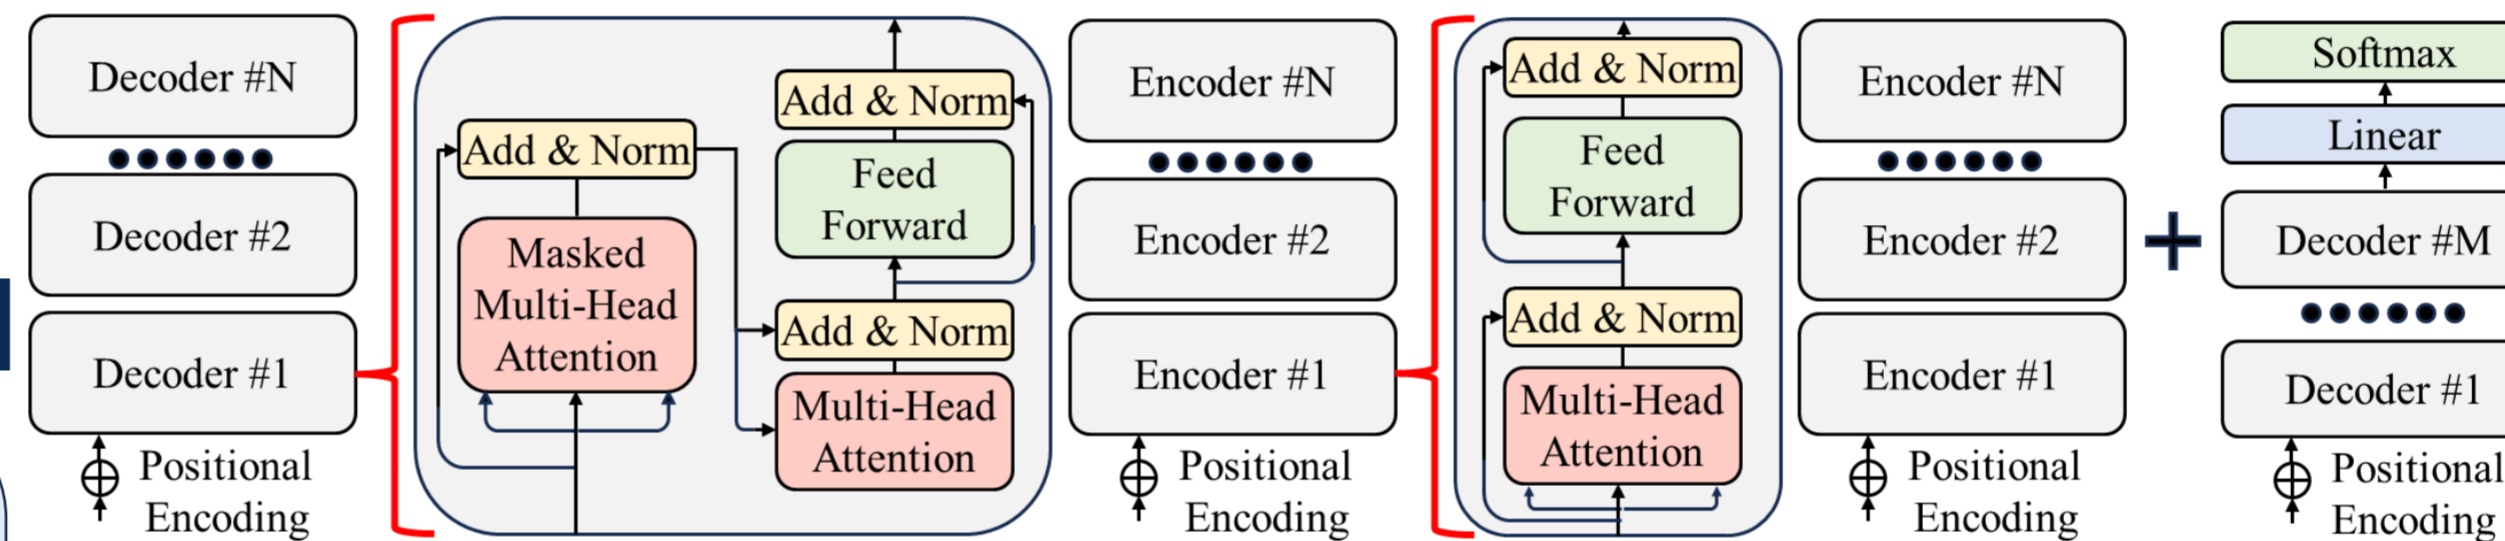 Decoder #N
Decoder #2
Decoder #1
Positional
Encoding
Add & Norm
Masked
Multi-Head
Attention
Add & Norm
Feed
Forward
Add & Norm
Multi-Head
Attention
Encoder #N
Encoder #2
Encoder #1
Positional
Encoding
Add & Norm
Feed
Forward
Add & Norm
Multi-Head
Attention
Encoder #N
Encoder #2
Encoder #1
Positional
Encoding
Softmax
Linear
Decoder #M
Decoder #1
Positional
Encoding